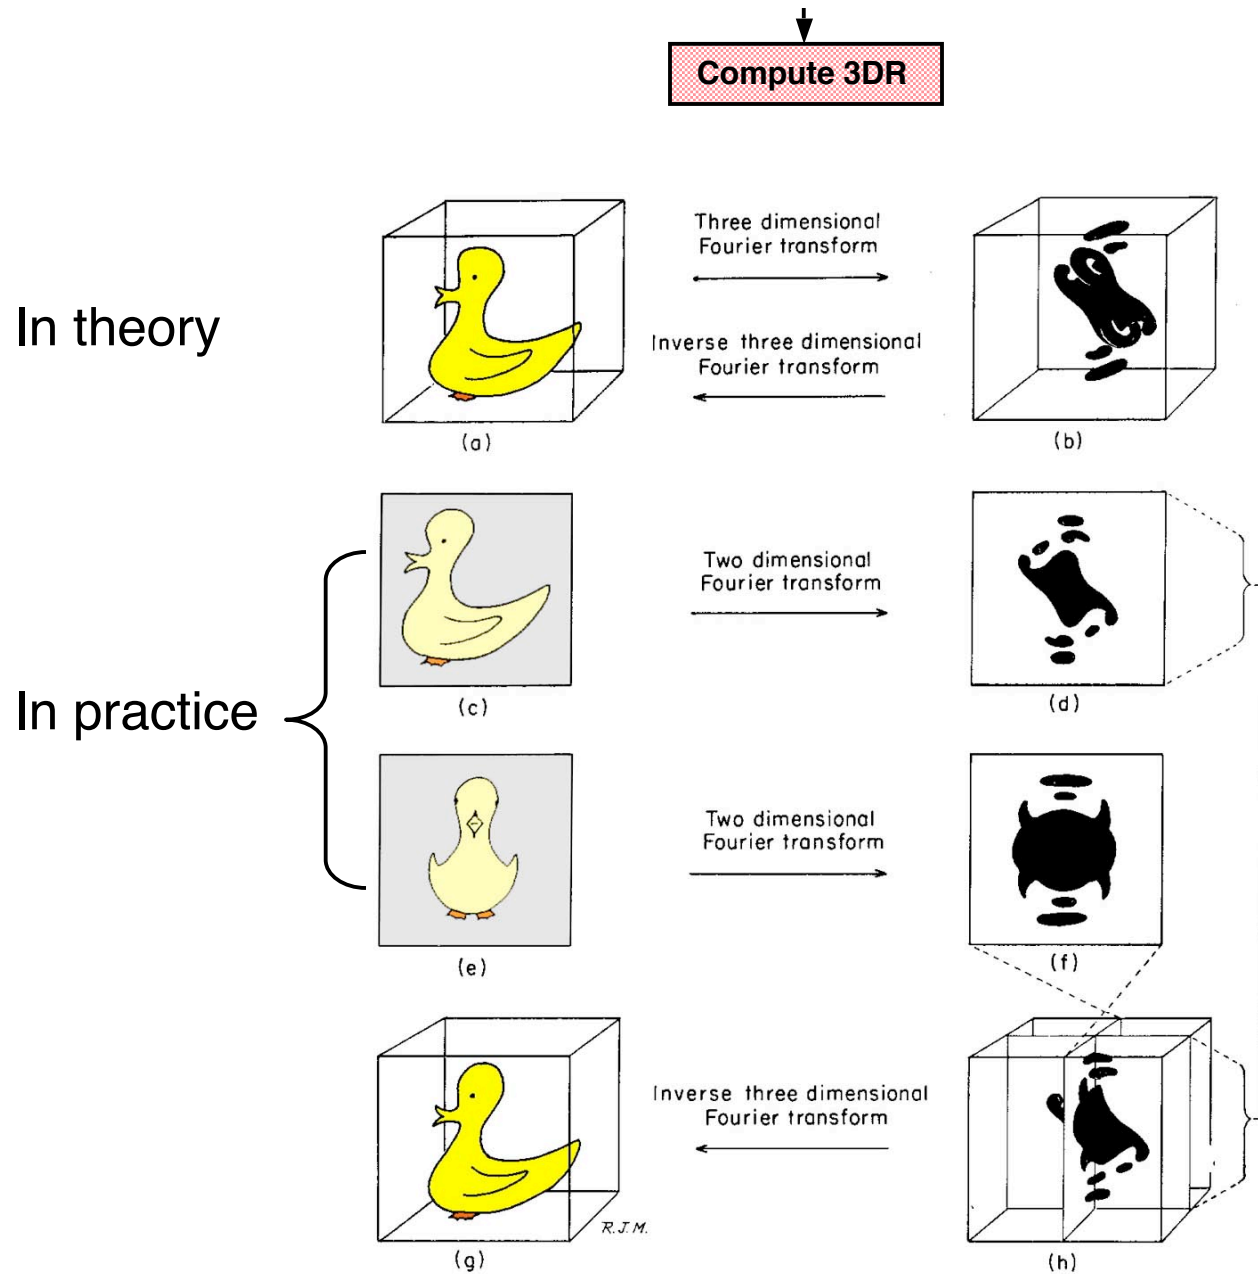 Compute 3DR
In theory
Three dimensional
Fourier transform
Inverse three dimensional
Fourier transform
(a)
(b)
In practice
Two dimensional
Fourier transform
(c)
(d)
Two dimensional
Fourier transform
(e)
(f)
Inverse three dimensional
Fourier transform
R.J.M.
(g)
(h)